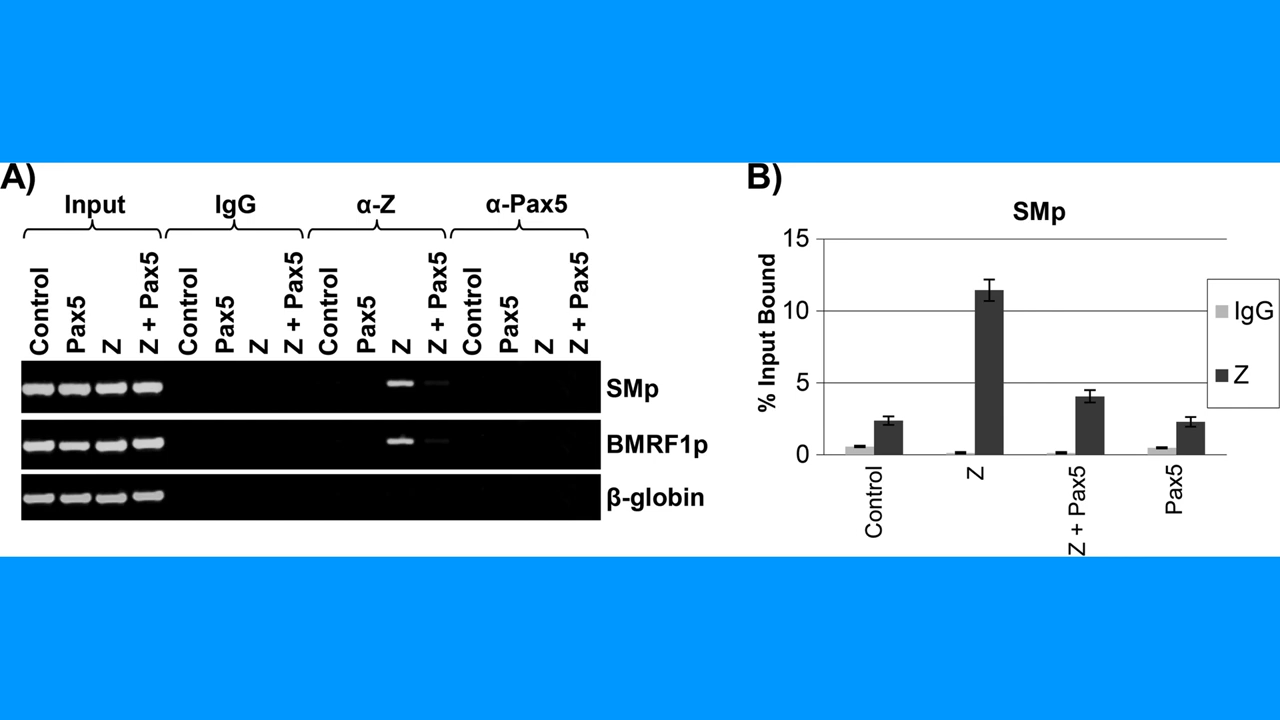 A)
Input IgG α-Z α-Pax5
Control Pax5 Z Z + Pax5 Control Pax5 Z Z + Pax5 Control Pax5 Z Z + Pax5 Control Pax5 Z Z + Pax5
SMp
BMRF1p
β-globin
B)
SMp
% Input Bound
15
10
5
0
Control Z Z + Pax5 Pax5
IgG
Z